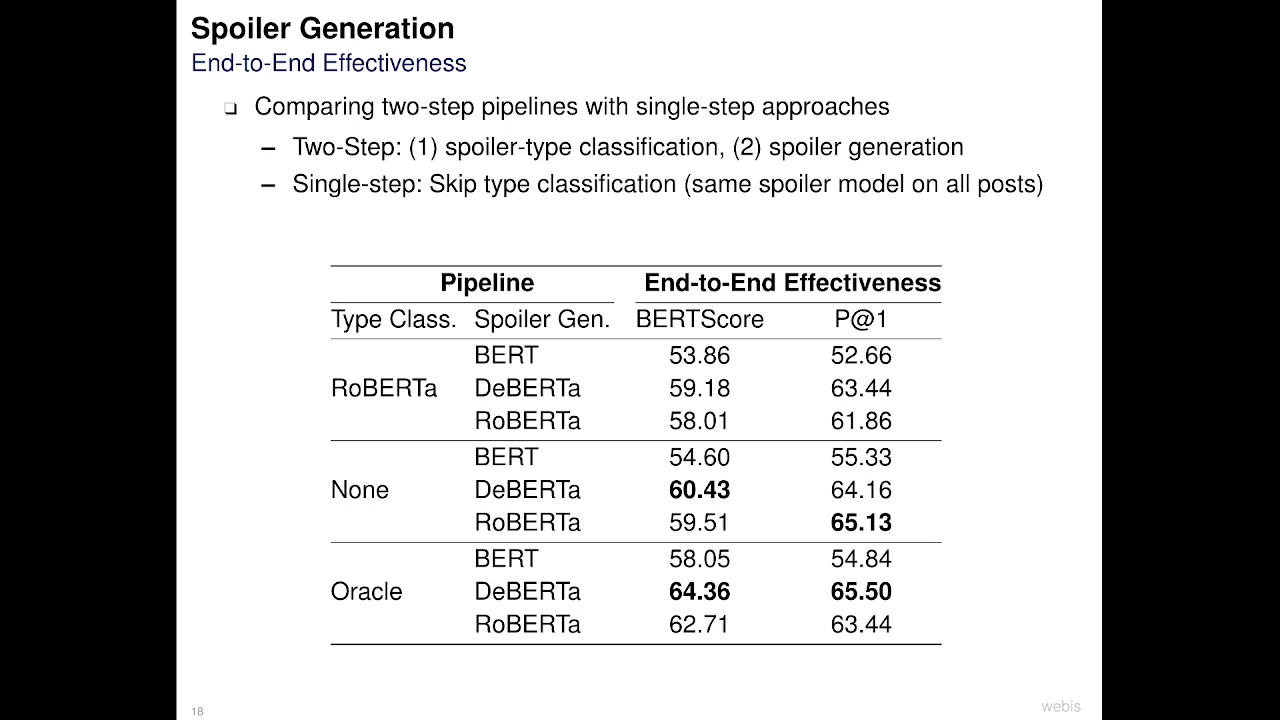 Spoiler Generation
End-to-End Effectiveness
❑ Comparing two-step pipelines with single-step approaches
– Two-Step: (1) spoiler-type classification, (2) spoiler generation
– Single-step: Skip type classification (same spoiler model on all posts)
Pipeline End-to-End Effectiveness
Type Class. Spoiler Gen. BERTScore P@1
BERT 53.86 52.66
RoBERTa DeBERTa 59.18 63.44
RoBERTa 58.01 61.86
BERT 54.60 55.33
None DeBERTa 60.43 64.16
RoBERTa 59.51 65.13
BERT 58.05 54.84
Oracle DeBERTa 64.36 65.50
RoBERTa 62.71 63.44
18 webis